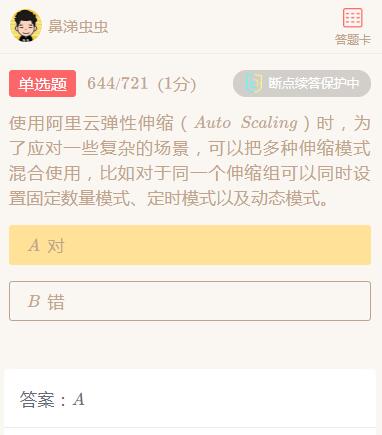 鼻涕虫虫
答题卡
单选题 644/721 (1分) 断点续答保护中
使用阿里云弹性伸缩（Auto Scaling）时，为
了应对一些复杂的场景，可以把多种伸缩模式
混合使用，比如对于同一个伸缩组可以同时设
置固定数量模式、定时模式以及动态模式。
A 对
B 错
答案：A